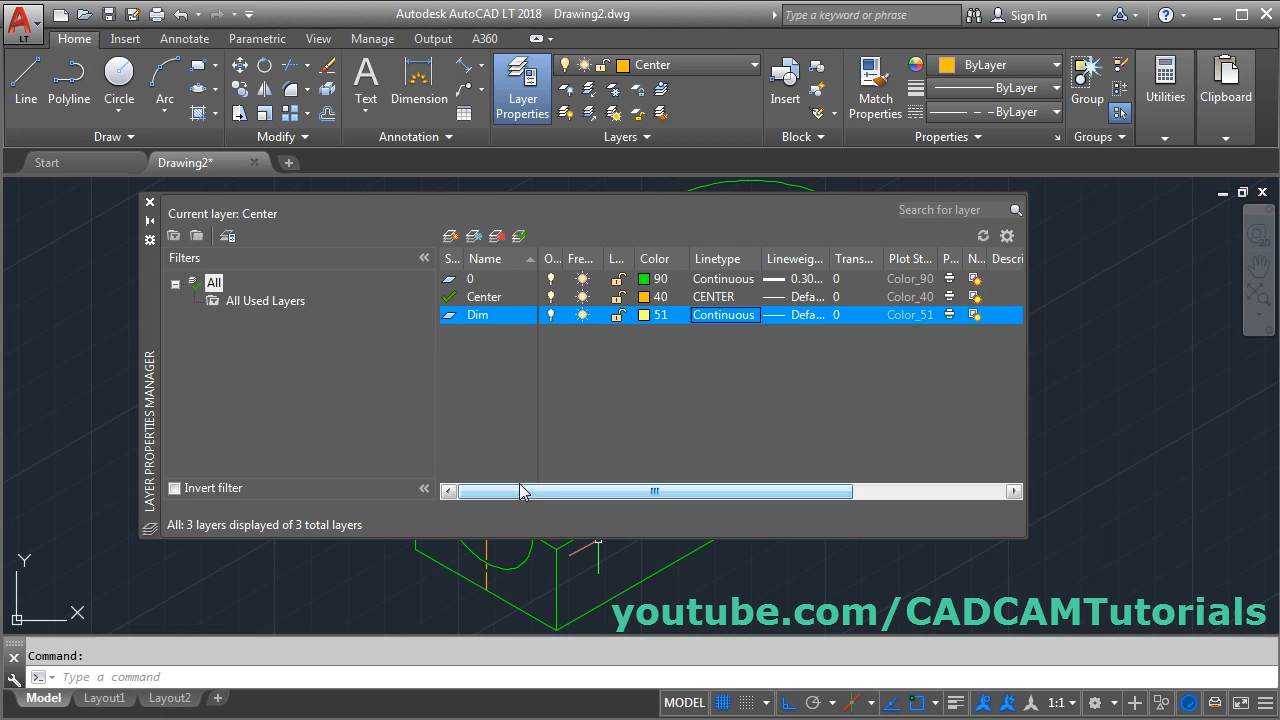 Autodesk AutoCAD LT 2018 Drawing2.dwg
Type a keyword or phrase
Sign In
LT
Home Insert Annotate Parametric View Manage Output A360
Line Polyline Circle Arc
Text Dimension
Layer Properties
Center
Insert
Match Properties
ByLayer
ByLayer
ByLayer
Group
Utilities
Clipboard
Draw Modify Annotation Layers Block Properties Groups
Start Drawing2*
Current layer: Center
Search for layer
Filters
S... Name O... Fre... L... Color Linetype Lineweig... Trans... Plot St... P... N... Descri
All
0 90 Continuous 0.30... 0 Color_90
All Used Layers
Center 40 CENTER Defa... 0 Color_40
Dim 51 Continuous Defa... 0 Color_51
LAYER PROPERTIES MANAGER
Invert filter
All: 3 layers displayed of 3 total layers
Y
X
youtube.com/CADCAMTutorials
Command:
Type a command
Model Layout1 Layout2
MODEL
1:1